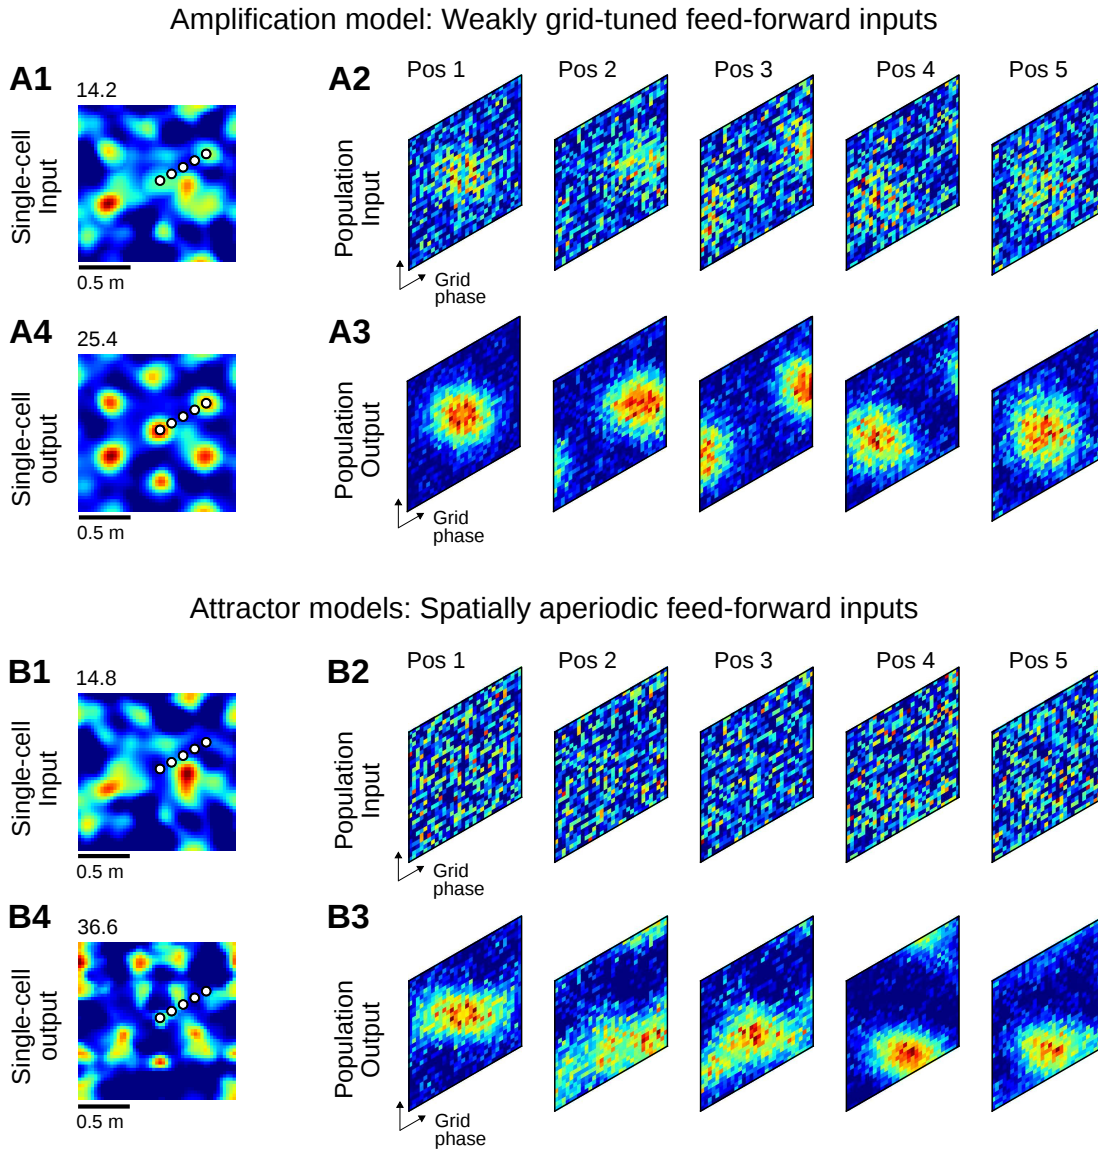 Amplification model: Weakly grid-tuned feed-forward inputs
A1
14.2
Single-cell
Input
0.5 m
A2
Pos 1
Pos 2
Pos 3
Pos 4
Pos 5
Population
Input
Grid
phase
A4
25.4
Single-cell
output
0.5 m
A3
Population
Output
Grid
phase
Attractor models: Spatially aperiodic feed-forward inputs
B1
14.8
Single-cell
Input
0.5 m
B2
Pos 1
Pos 2
Pos 3
Pos 4
Pos 5
Population
Input
Grid
phase
B4
36.6
Single-cell
output
0.5 m
B3
Population
Output
Grid
phase